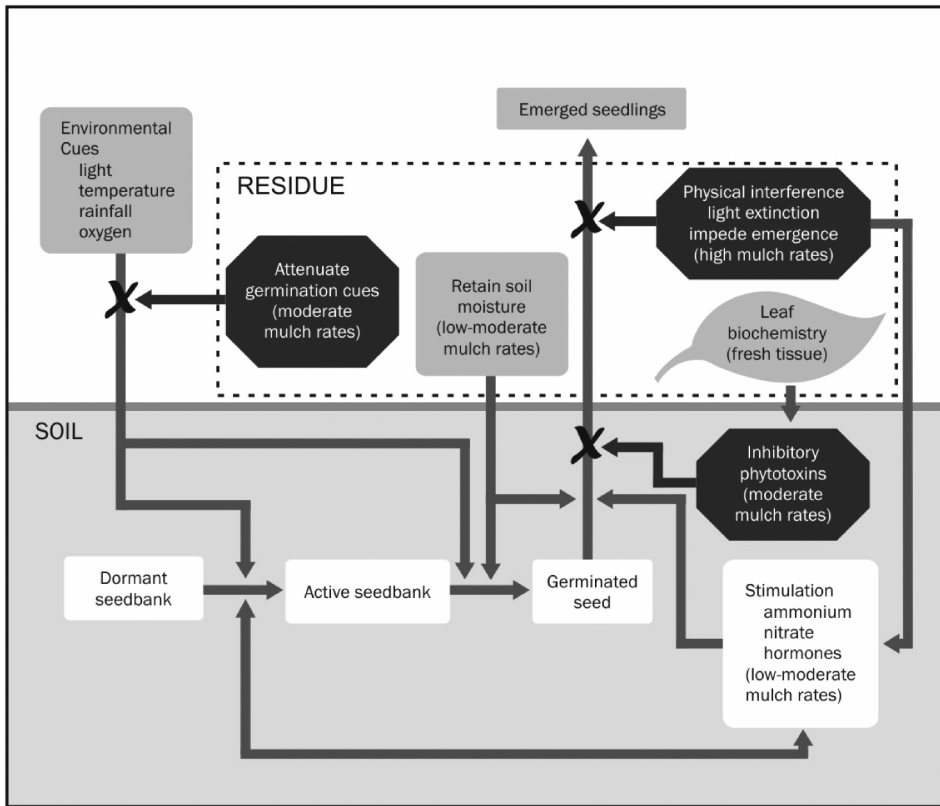 Emerged seedlings
Environmental
Cues
light
temperature
rainfall
oxygen
RESIDUE
Physical interference
light extinction
impede emergence
(high mulch rates)
Attenuate
germination cues
(moderate
mulch rates)
Retain soil
moisture
(low-moderate
mulch rates)
Leaf
biochemistry
(fresh tissue)
SOIL
Inhibitory
phytotoxins
(moderate
mulch rates)
Dormant
seedbank
Active seedbank
Germinated
seed
Stimulation
ammonium
nitrate
hormones
(low-moderate
mulch rates)